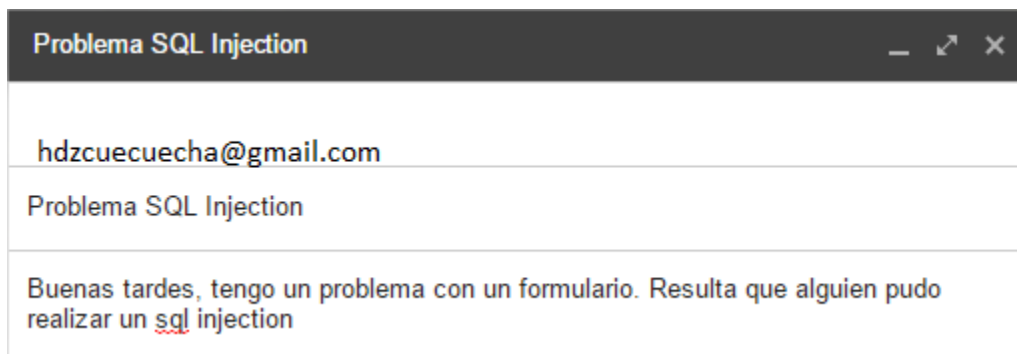 Problema SQL Injection
hdzcuecuecha@gmail.com
Problema SQL Injection
Buenas tardes, tengo un problema con un formulario. Resulta que alguien pudo
realizar un sql injection